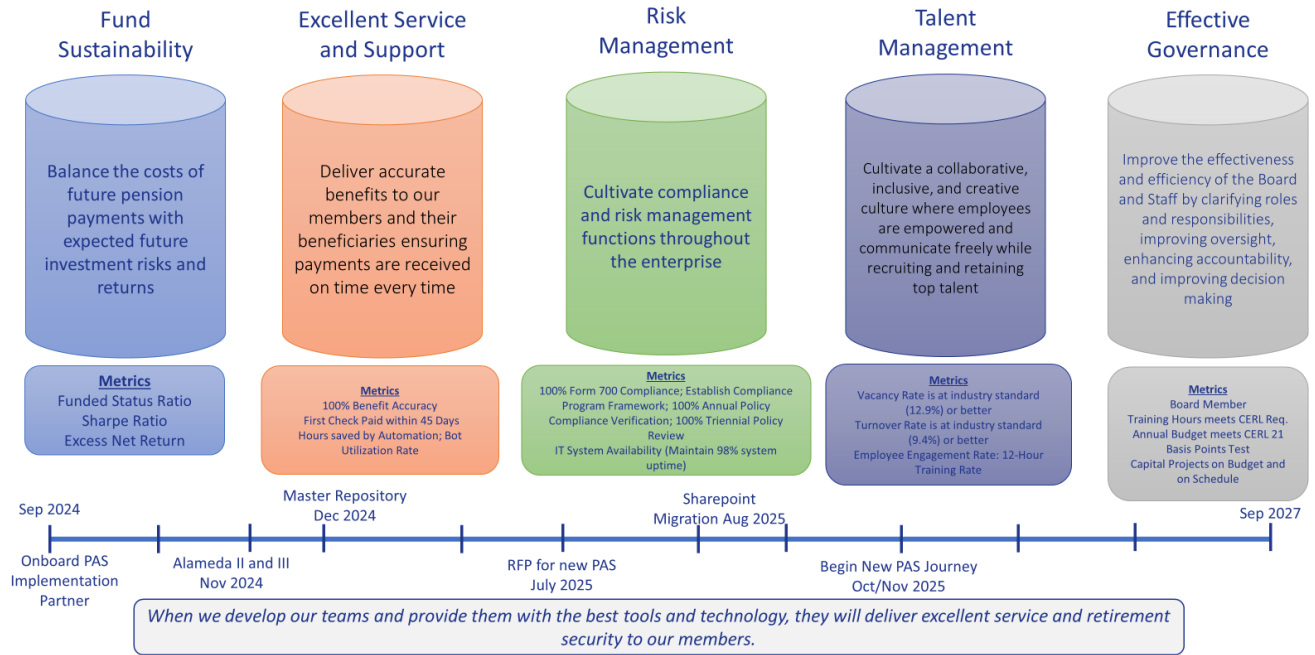 Fund
Sustainability
Excellent Service
and Support
Risk
Management
Talent
Management
Effective
Governance
Balance the costs of
future pension
payments with
expected future
investment risks and
returns
Deliver accurate
benefits to our
members and their
beneficiaries ensuring
payments are received
on time every time
Cultivate compliance
and risk management
functions throughout
the enterprise
Cultivate a collaborative,
inclusive, and creative
culture where employees
are empowered and
communicate freely while
recruiting and retaining
top talent
Improve the effectiveness
and efficiency of the Board
and Staff by clarifying roles
and responsibilities,
improving oversight,
enhancing accountability,
and improving decision
making
Metrics
Funded Status Ratio
Sharpe Ratio
Excess Net Return
Metrics
100% Benefit Accuracy
First Check Paid within 45 Days
Hours saved by Automation; Bot
Utilization Rate
Metrics
100% Form 700 Compliance; Establish Compliance
Program Framework; 100% Annual Policy
Compliance Verification; 100% Triennial Policy
Review
IT System Availability (Maintain 98% system
uptime)
Metrics
Vacancy Rate is at industry standard
(12.9%) or better
Turnover Rate is at industry standard
(9.4%) or better
Employee Engagement Rate: 12-Hour
Training Rate
Metrics
Board Member
Training Hours meets CERL Req.
Annual Budget meets CERL 21
Basis Points Test
Capital Projects on Budget and
on Schedule
Sep 2024
Master Repository
Dec 2024
Sharepoint
Migration Aug 2025
Sep 2027
Onboard PAS
Implementation
Partner
Alameda II and III
Nov 2024
RFP for new PAS
July 2025
Begin New PAS Journey
Oct/Nov 2025
When we develop our teams and provide them with the best tools and technology, they will deliver excellent service and retirement
security to our members.